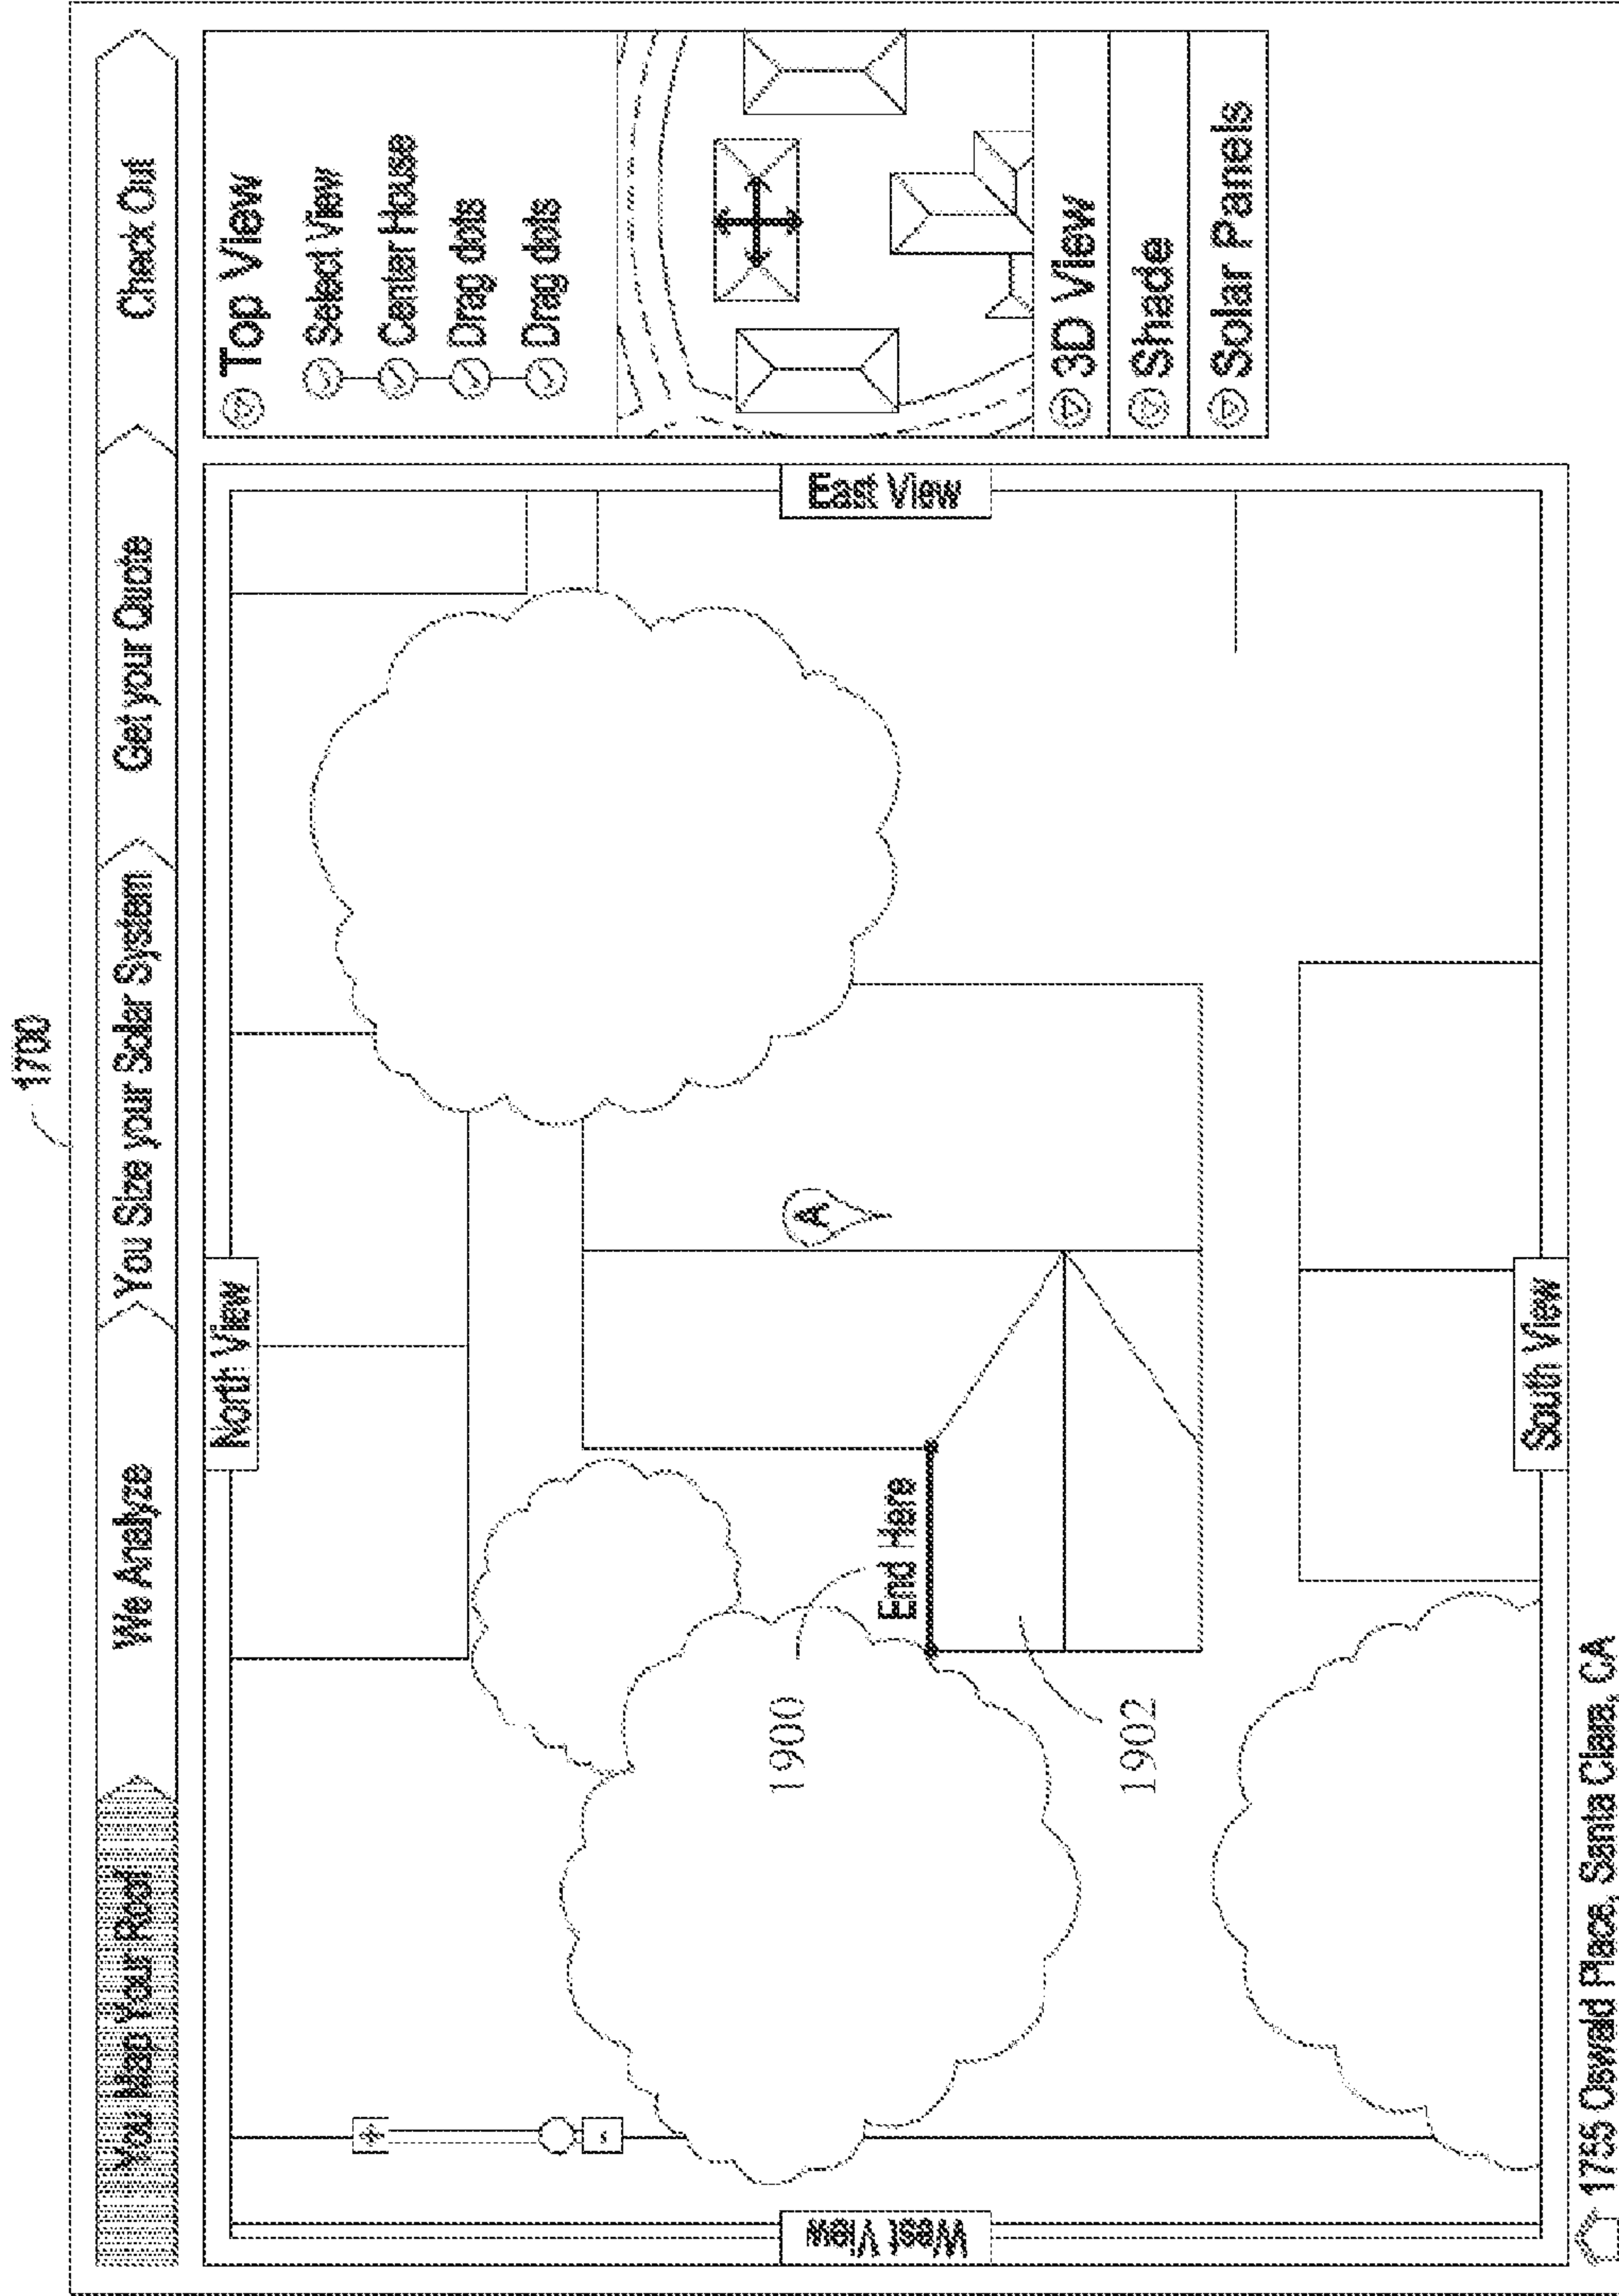 1700
You Map Your Roof
We Analyze
You Size your Solar System
Get your Quote
Check Out
North View
West View
East View
South View
A
End Here
1900
1902
Top View
Select View
Center House
Drag dots
Drag dots
3D View
Shade
Solar Panels
1755 Oswald Place, Santa Clara, CA